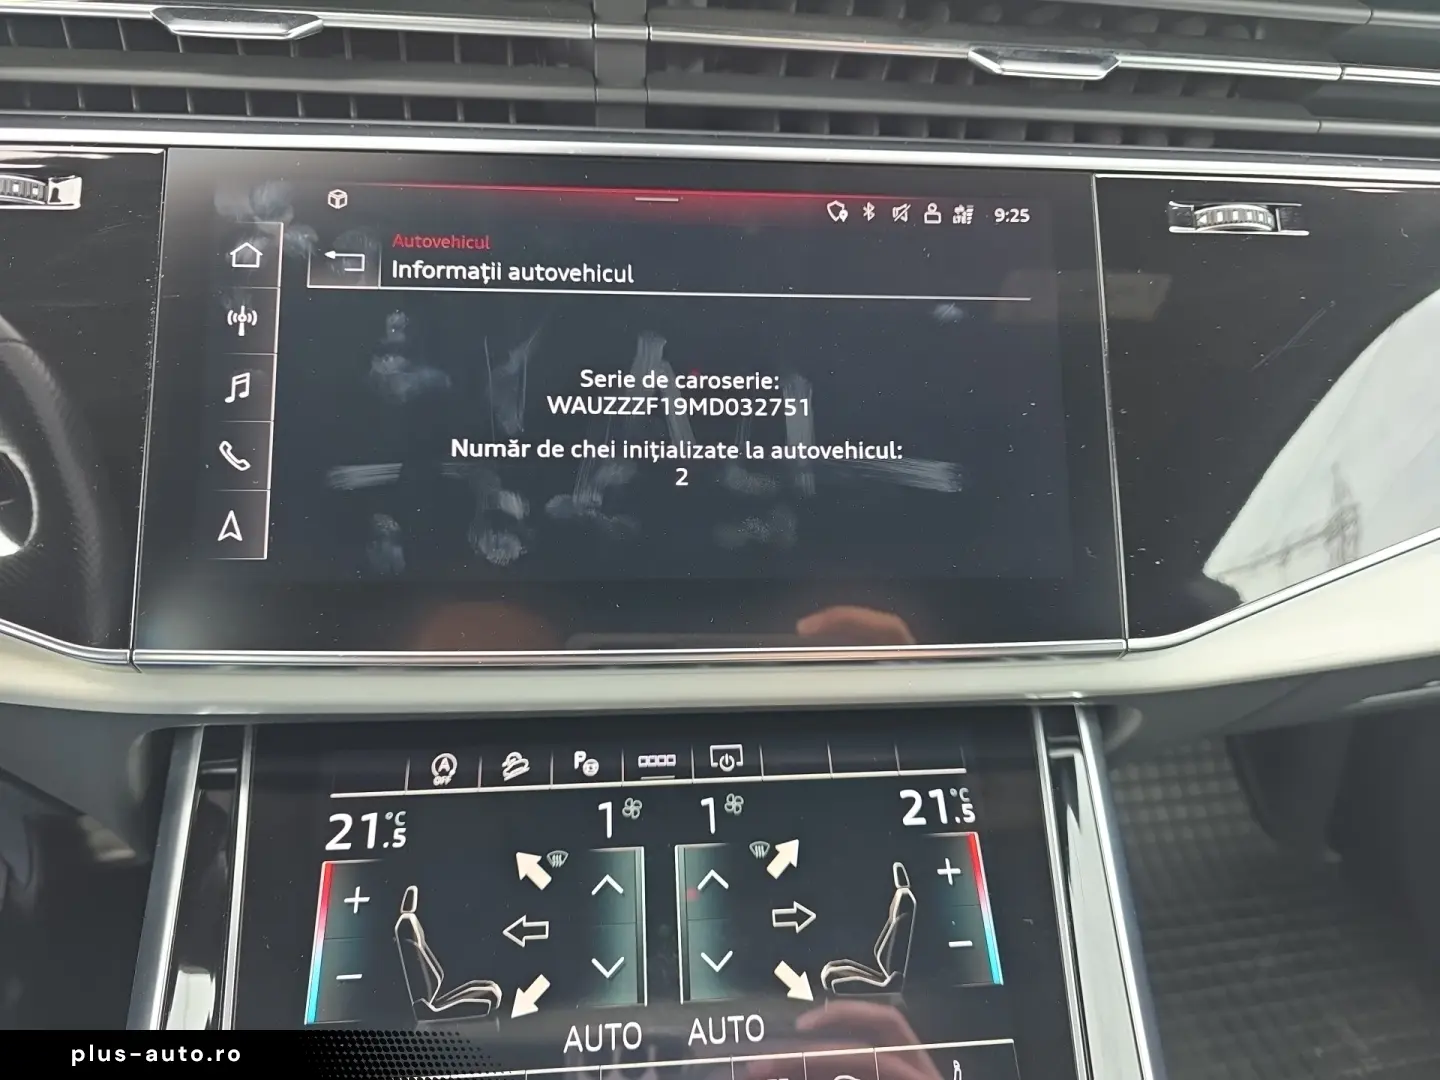 9:25
Autovehicul
Informații autovehicul
Serie de caroserie:
WAUZZZF19MD032751
Număr de chei inițializate la autovehicul:
2
A
OFF
P
21.5 °C
1
1
21.5 °C
AUTO
AUTO
plus-auto.ro